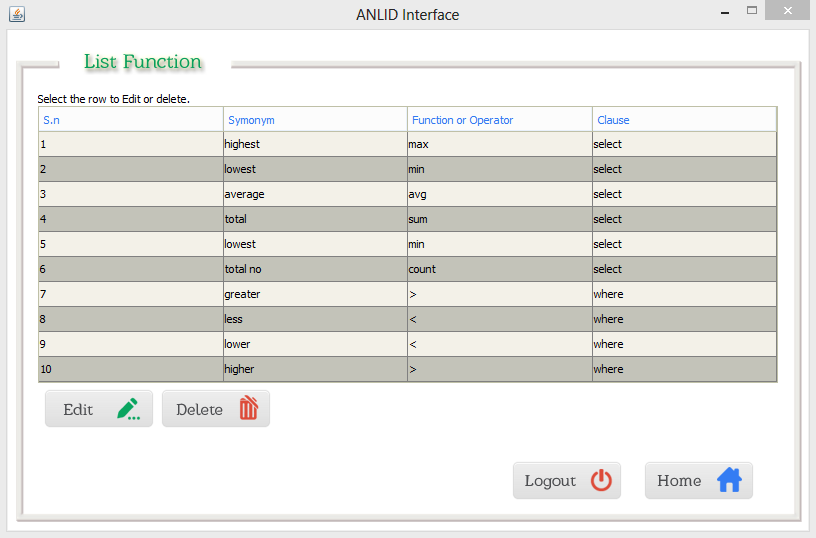 ANLID Interface
List Function
Select the row to Edit or delete.
S.n Synonym Function or Operator Clause
1 highest max select
2 lowest min select
3 average avg select
4 total sum select
5 lowest min select
6 total no count select
7 greater > where
8 less < where
9 lower < where
10 higher > where
Edit Delete
Logout Home